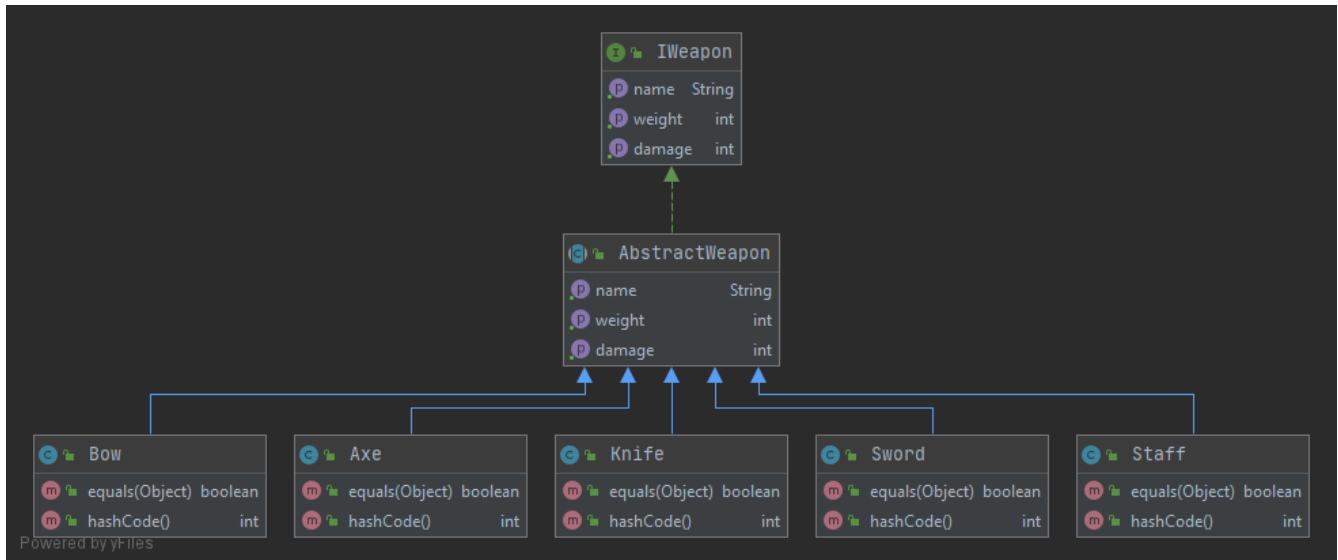 IWeapon
name String
weight int
damage int
AbstractWeapon
name String
weight int
damage int
Bow
equals(Object) boolean
hashCode() int
Axe
equals(Object) boolean
hashCode() int
Knife
equals(Object) boolean
hashCode() int
Sword
equals(Object) boolean
hashCode() int
Staff
equals(Object) boolean
hashCode() int
Powered by yFiles